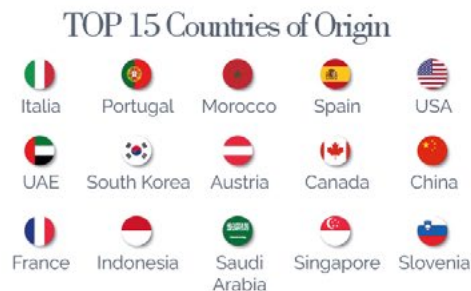 TOP 15 Countries of Origin
Italia Portugal Morocco Spain USA
UAE South Korea Austria Canada China
France Indonesia Saudi Arabia Singapore Slovenia